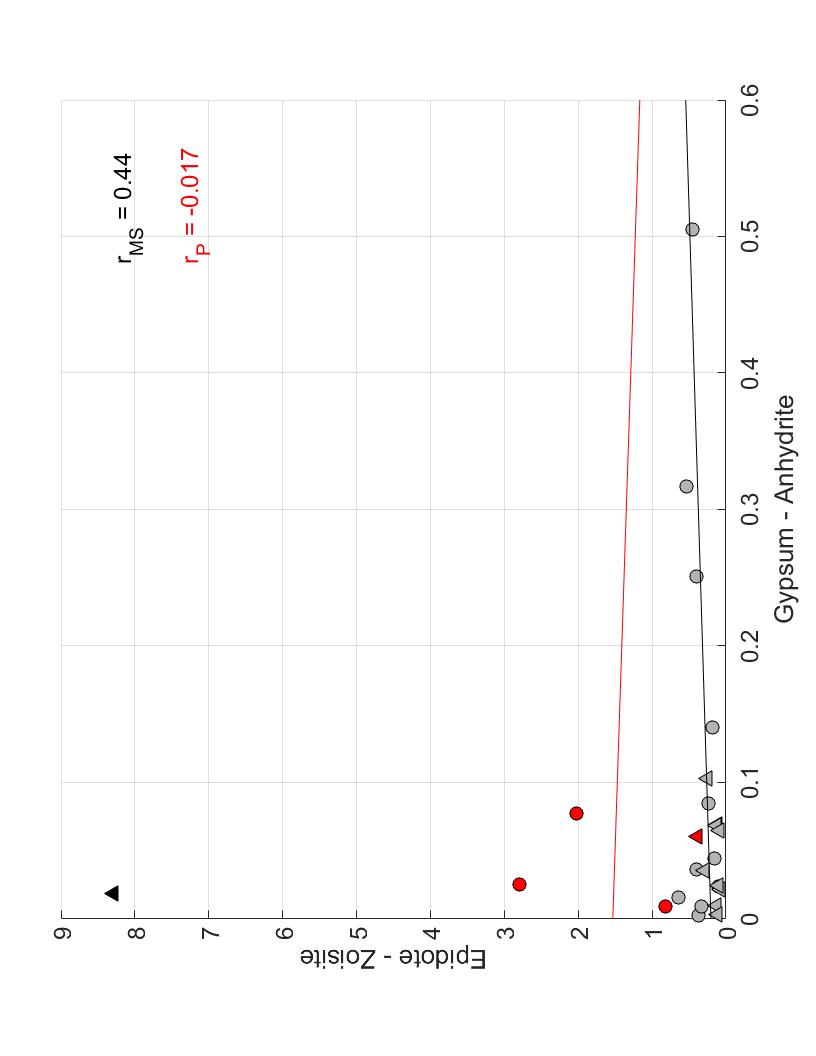 9
8
7
6
5
4
3
2
1
0
Epidote - Zoisite
r_MS = 0.44
r_P = -0.017
0 0.1 0.2 0.3 0.4 0.5 0.6
Gypsum - Anhydrite